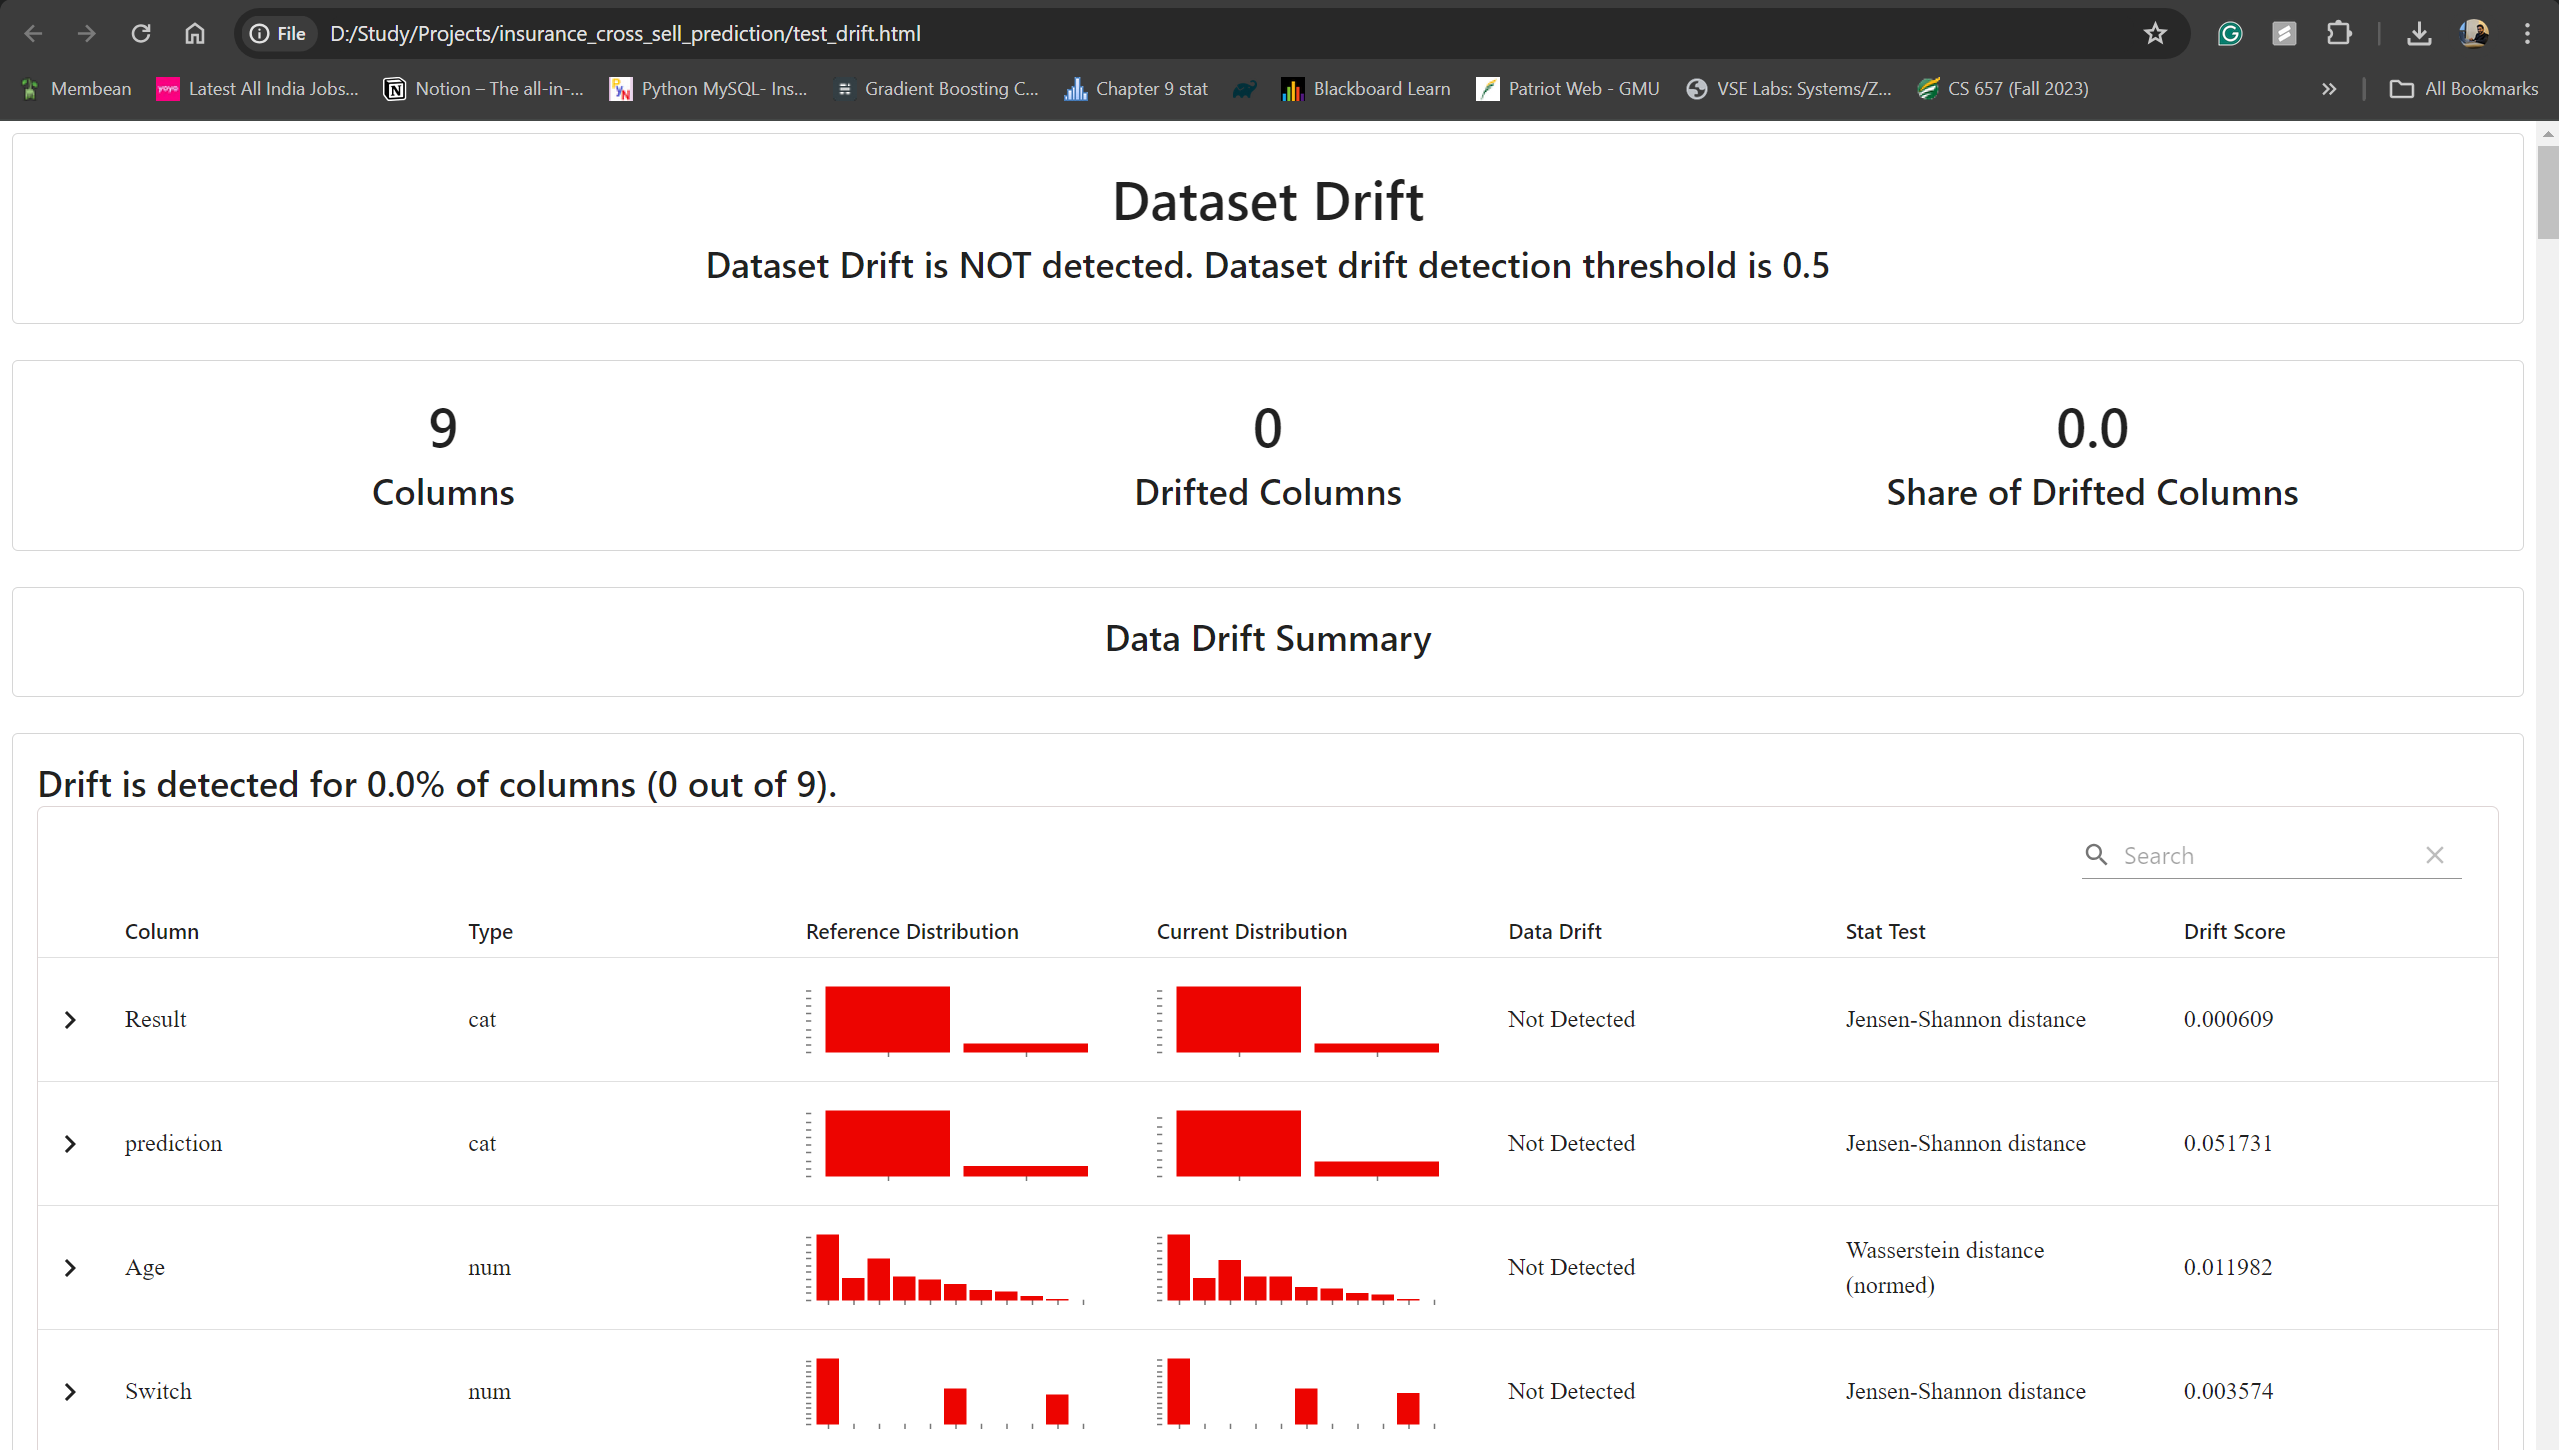 File D:/Study/Projects/insurance_cross_sell_prediction/test_drift.html
Membean Latest All India Jobs... Notion – The all-in-... Python MySQL- Ins... Gradient Boosting C... Chapter 9 stat Blackboard Learn Patriot Web - GMU VSE Labs: Systems/Z... CS 657 (Fall 2023) All Bookmarks
Dataset Drift
Dataset Drift is NOT detected. Dataset drift detection threshold is 0.5
9 0 0.0
Columns Drifted Columns Share of Drifted Columns
Data Drift Summary
Drift is detected for 0.0% of columns (0 out of 9).
Search
Column Type Reference Distribution Current Distribution Data Drift Stat Test Drift Score
Result cat Not Detected Jensen-Shannon distance 0.000609
prediction cat Not Detected Jensen-Shannon distance 0.051731
Age num Not Detected Wasserstein distance (normed) 0.011982
Switch num Not Detected Jensen-Shannon distance 0.003574